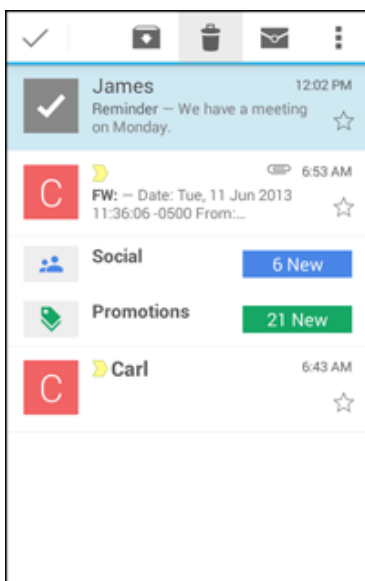 James 12:02 PM
Reminder – We have a meeting
on Monday.
C 6:53 AM
FW: – Date: Tue, 11 Jun 2013
11:36:06 -0500 From:...
Social 6 New
Promotions 21 New
C Carl 6:43 AM